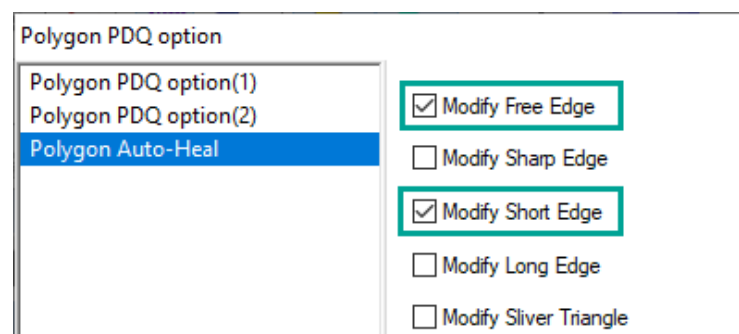 Polygon PDQ option
Polygon PDQ option(1)
Polygon PDQ option(2)
Polygon Auto-Heal
Modify Free Edge
Modify Sharp Edge
Modify Short Edge
Modify Long Edge
Modify Sliver Triangle